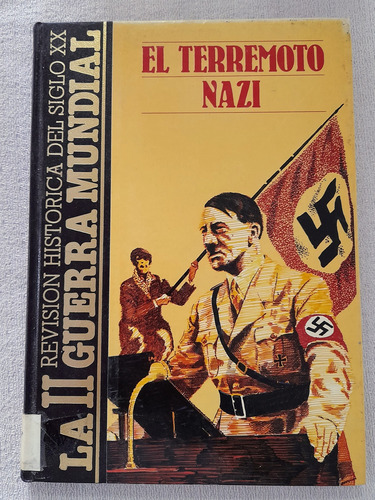 EL TERREMOTO
NAZI
REVISION HISTORICA DEL SIGLO XX
LA II GUERRA MUNDIAL